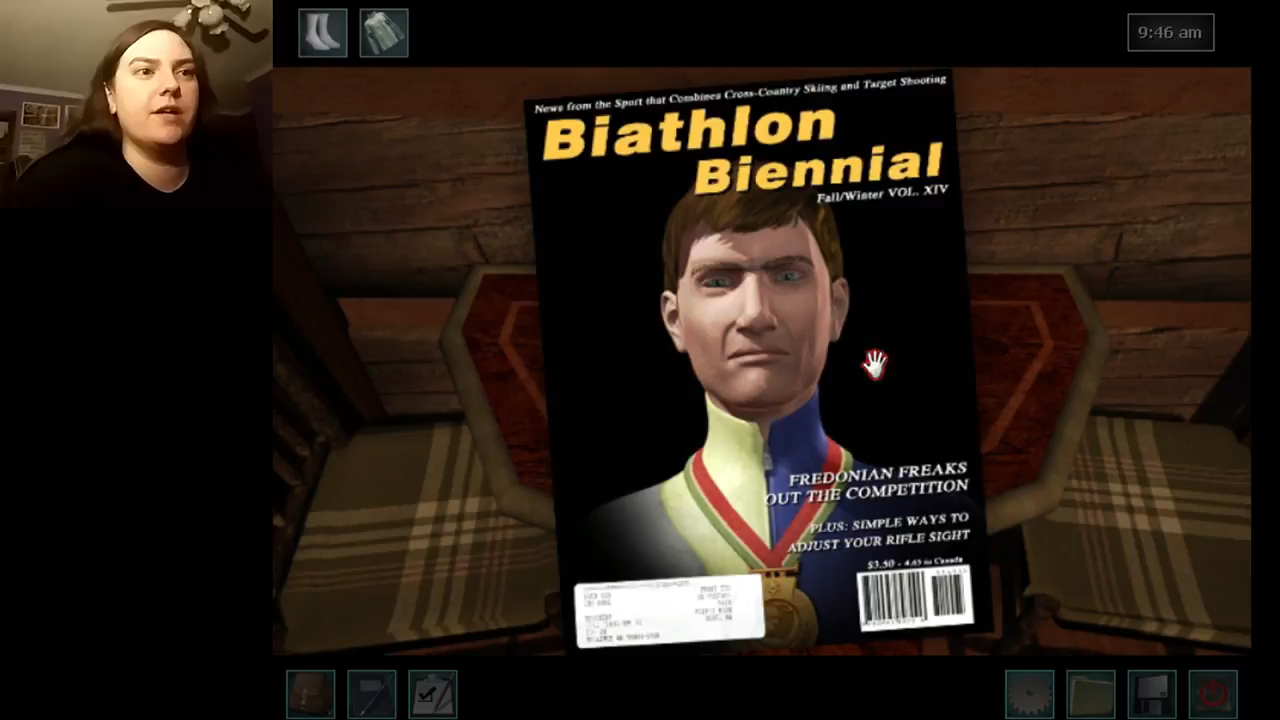 9:46 am
News from the Sport that Combines Cross-Country Skiing and Target Shooting
Biathlon
Biennial
Fall/Winter VOL. XIV
FREDONIAN FREAKS
OUT THE COMPETITION
PLUS: SIMPLE WAYS TO
ADJUST YOUR RIFLE SIGHT
$3.50 - 4.65 in Canada